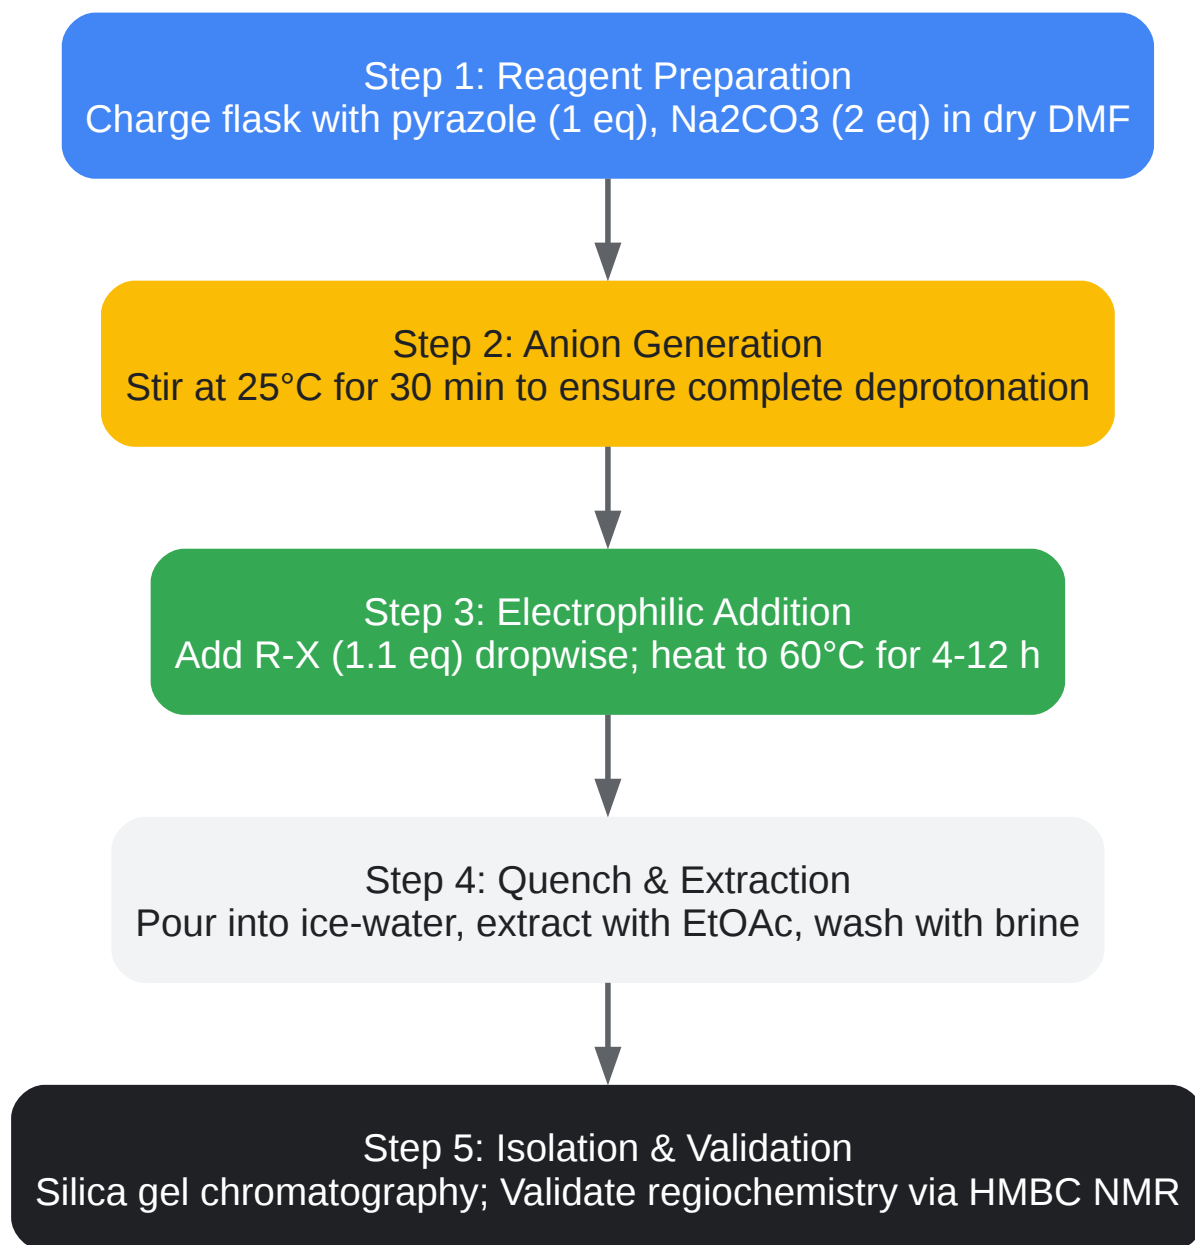 Step 1: Reagent Preparation
Charge flask with pyrazole (1 eq), Na2CO3 (2 eq) in dry DMF
Step 2: Anion Generation
Stir at 25°C for 30 min to ensure complete deprotonation
Step 3: Electrophilic Addition
Add R-X (1.1 eq) dropwise; heat to 60°C for 4-12 h
Step 4: Quench & Extraction
Pour into ice-water, extract with EtOAc, wash with brine
Step 5: Isolation & Validation
Silica gel chromatography; Validate regiochemistry via HMBC NMR